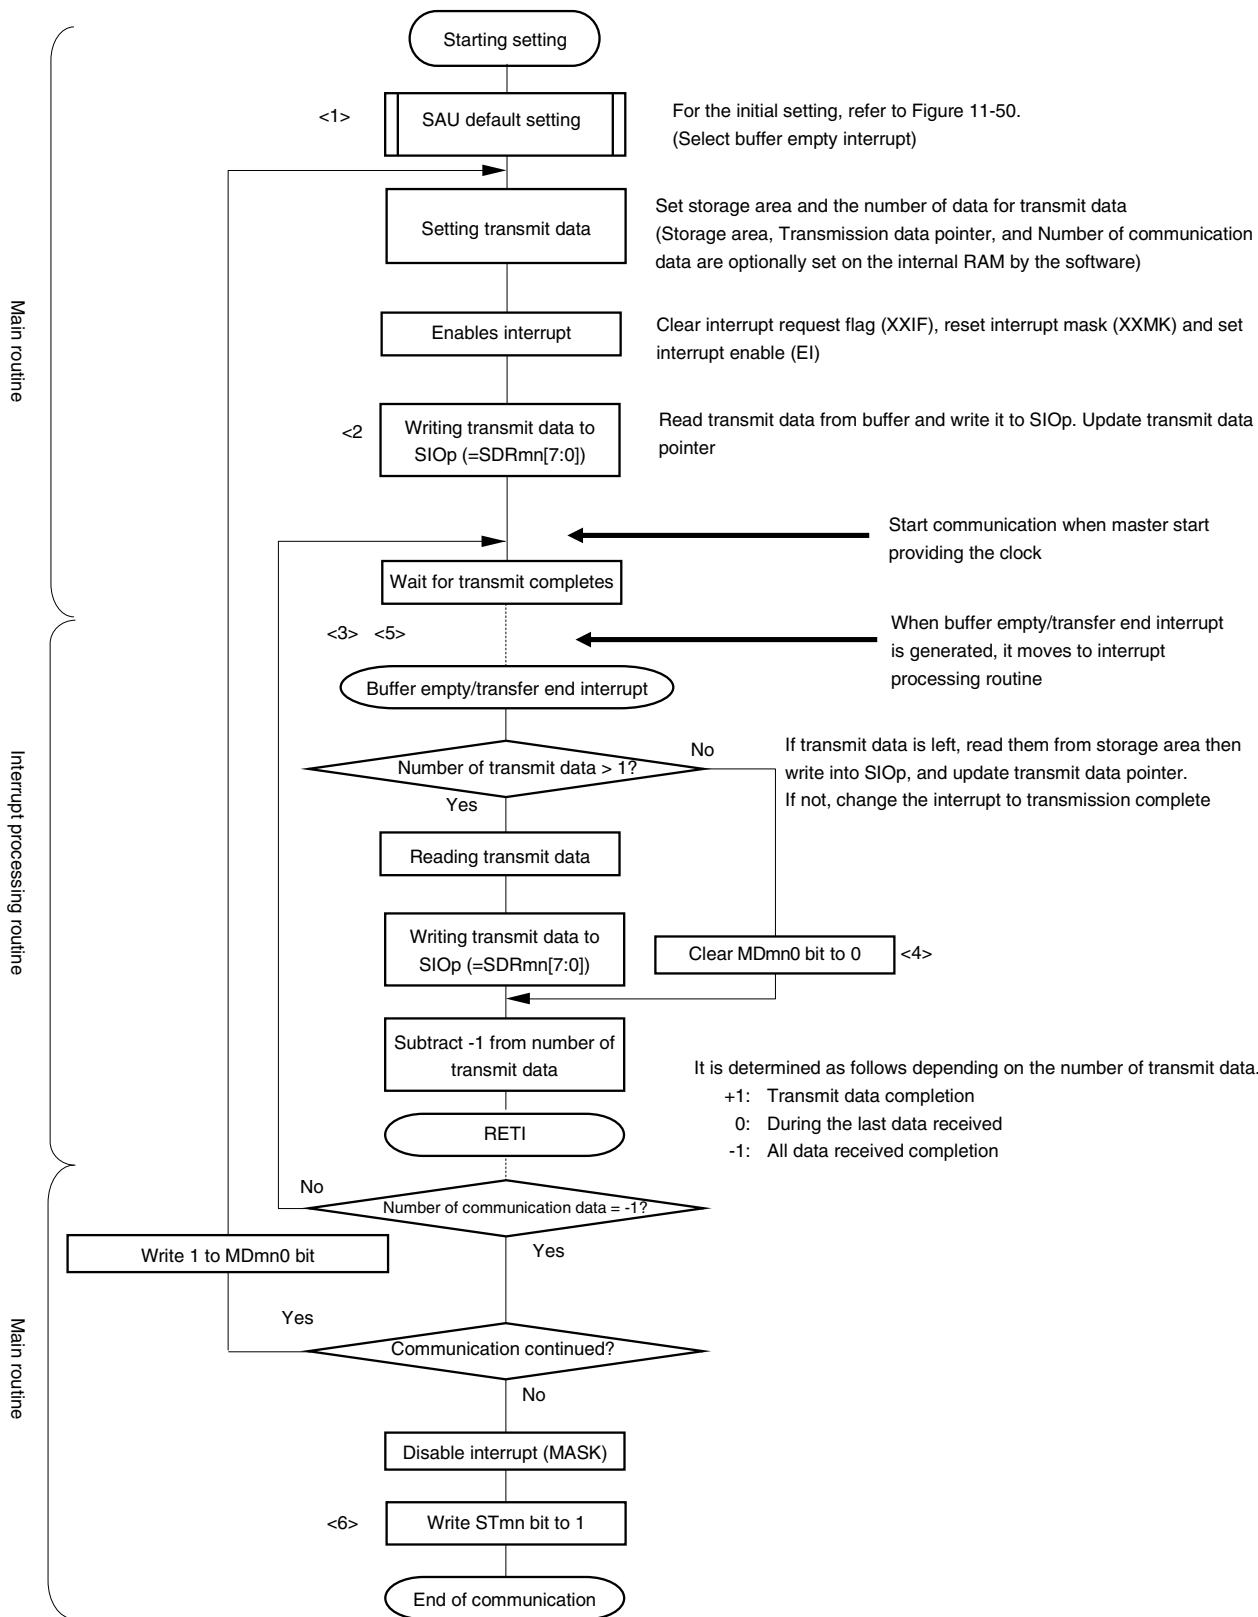 Starting setting
<1>
SAU default setting
For the initial setting, refer to Figure 11-50.
(Select buffer empty interrupt)
Setting transmit data
Set storage area and the number of data for transmit data
(Storage area, Transmission data pointer, and Number of communication
data are optionally set on the internal RAM by the software)
Main routine
Enables interrupt
Clear interrupt request flag (XXIF), reset interrupt mask (XXMK) and set
interrupt enable (EI)
<2
Writing transmit data to
SIOp (=SDRmn[7:0])
Read transmit data from buffer and write it to SIOp. Update transmit data
pointer
Start communication when master start
providing the clock
Wait for transmit completes
<3> <5>
When buffer empty/transfer end interrupt
is generated, it moves to interrupt
processing routine
Buffer empty/transfer end interrupt
Number of transmit data > 1?
No
Yes
If transmit data is left, read them from storage area then
write into SIOp, and update transmit data pointer.
If not, change the interrupt to transmission complete
Interrupt processing routine
Reading transmit data
Writing transmit data to
SIOp (=SDRmn[7:0])
Clear MDmn0 bit to 0
<4>
Subtract -1 from number of
transmit data
It is determined as follows depending on the number of transmit data.
+1: Transmit data completion
0: During the last data received
-1: All data received completion
RETI
No
Number of communication data = -1?
Yes
Write 1 to MDmn0 bit
Yes
Communication continued?
No
Main routine
Disable interrupt (MASK)
<6>
Write STmn bit to 1
End of communication